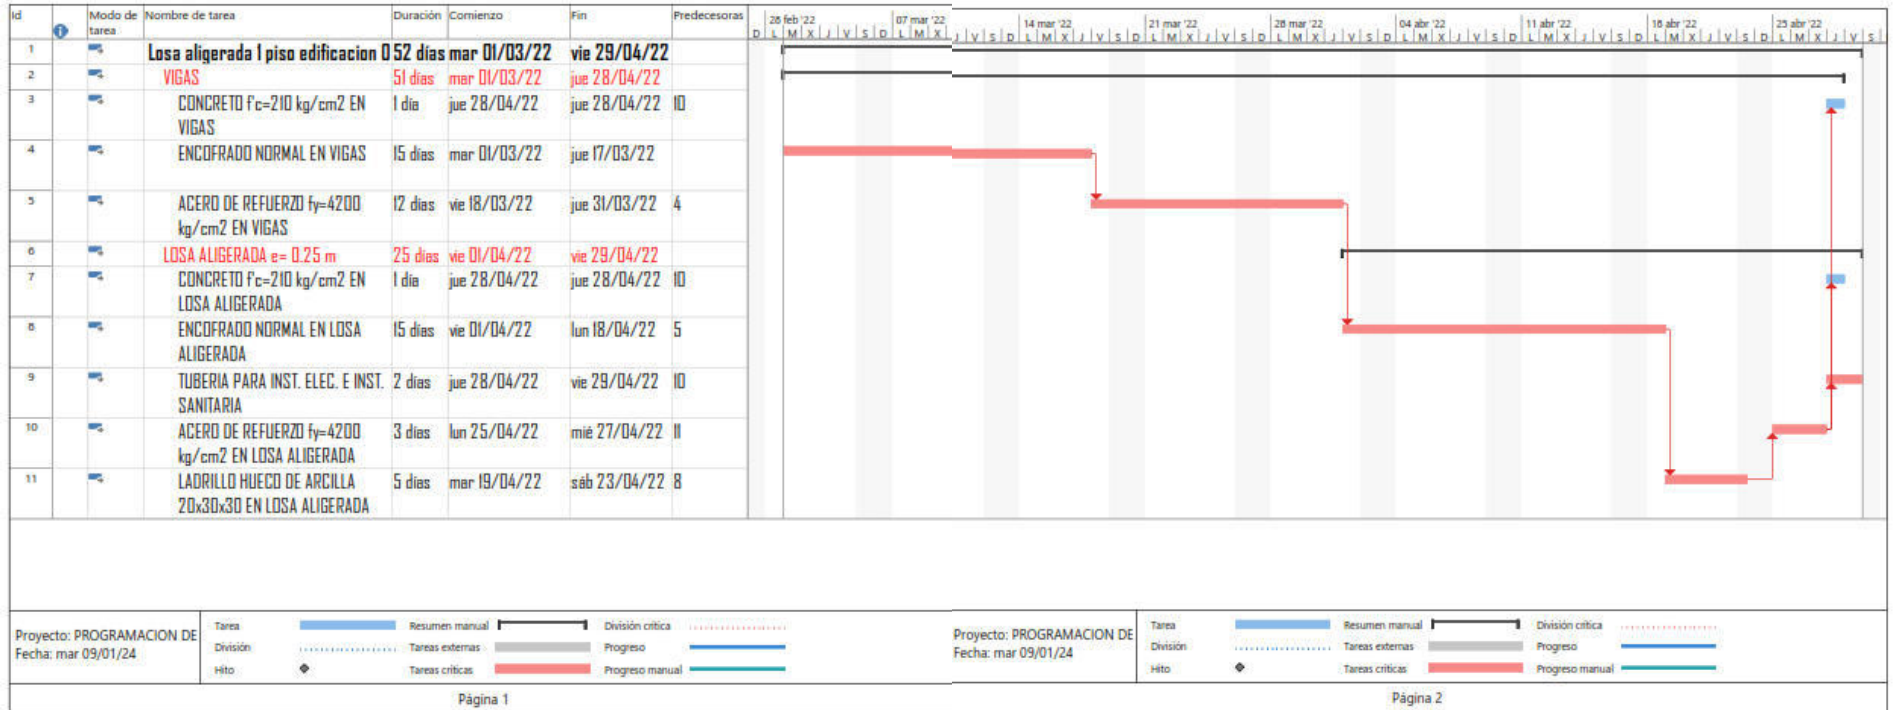 Id Modo de Nombre de tarea Duración Comienzo Fin Predecesoras
tarea
28 feb '22 07 mar '22 14 mar '22 21 mar '22 28 mar '22 04 abr '22 11 abr '22 18 abr '22 25 abr '22
D L M X J V S D L M X J V S D L M X J V S D L M X J V S D L M X J V S D L M X J V S D L M X J V S D L M X J V S D L M X J V S
1 Losa aligerada 1 piso edificacion 0 52 días mar 01/03/22 vie 29/04/22
2 VIGAS 51 días mar 01/03/22 jue 28/04/22
3 CONCRETO f'c=210 kg/cm2 EN 1 día jue 28/04/22 jue 28/04/22 10
VIGAS
4 ENCOFRADO NORMAL EN VIGAS 15 días mar 01/03/22 jue 17/03/22
5 ACERO DE REFUERZO fy=4200 12 días vie 18/03/22 jue 31/03/22 4
kg/cm2 EN VIGAS
6 LOSA ALIGERADA e= 0.25 m 25 días vie 01/04/22 vie 29/04/22
7 CONCRETO f'c=210 kg/cm2 EN 1 día jue 28/04/22 jue 28/04/22 10
LOSA ALIGERADA
8 ENCOFRADO NORMAL EN LOSA 15 días vie 01/04/22 lun 18/04/22 5
ALIGERADA
9 TUBERIA PARA INST. ELEC. E INST. 2 días jue 28/04/22 vie 29/04/22 10
SANITARIA
10 ACERO DE REFUERZO fy=4200 3 días lun 25/04/22 mié 27/04/22 11
kg/cm2 EN LOSA ALIGERADA
11 LADRILLO HUECO DE ARCILLA 5 días mar 19/04/22 sáb 23/04/22 8
20x30x30 EN LOSA ALIGERADA
Proyecto: PROGRAMACION DE
Fecha: mar 09/01/24
Tarea Resumen manual División crítica
División Tareas externas Progreso
Hito Tareas críticas Progreso manual
Página 1
Proyecto: PROGRAMACION DE
Fecha: mar 09/01/24
Tarea Resumen manual División crítica
División Tareas externas Progreso
Hito Tareas críticas Progreso manual
Página 2